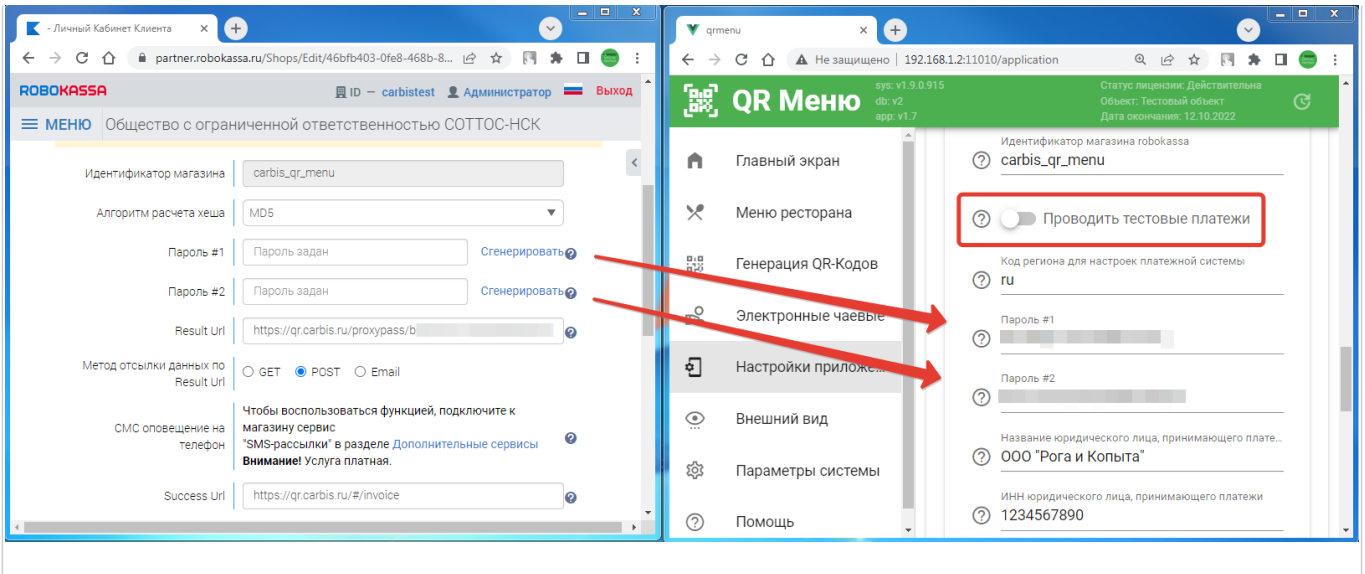 - Личный Кабинет Клиента
partner.robokassa.ru/Shops/Edit/46bfb403-0fe8-468b-8...
ROBOKASSA
ID — carbistest
Администратор
Выход
МЕНЮ
Общество с ограниченной ответственностью СОТТОС-НСК
Идентификатор магазина
carbis_qr_menu
Алгоритм расчета хеша
MD5
Пароль #1
Пароль задан
Сгенерировать
Пароль #2
Пароль задан
Сгенерировать
Result Url
https://qr.carbis.ru/proxypass/b
Метод отсылки данных по
Result Url
GET
POST
Email
СМС оповещение на
телефон
Чтобы воспользоваться функцией, подключите к
магазину сервис
"SMS-рассылки" в разделе Дополнительные сервисы
Внимание! Услуга платная.
Success Url
https://qr.carbis.ru/#/invoice
qrmenu
Не защищено
192.168.1.2:11010/application
QR Меню
sys: v1.9.0.915
db: v2
app: v1.7
Статус лицензии: Действительна
Объект: Тестовый объект
Дата окончания: 12.10.2022
Главный экран
Меню ресторана
Генерация QR-Кодов
Электронные чаевые
Настройки приложе...
Внешний вид
Параметры системы
Помощь
Идентификатор магазина robokassa
carbis_qr_menu
Проводить тестовые платежи
Код региона для настроек платежной системы
ru
Пароль #1
Пароль #2
Название юридического лица, принимающего плате...
ООО "Рога и Копыта"
ИНН юридического лица, принимающего платежи
1234567890